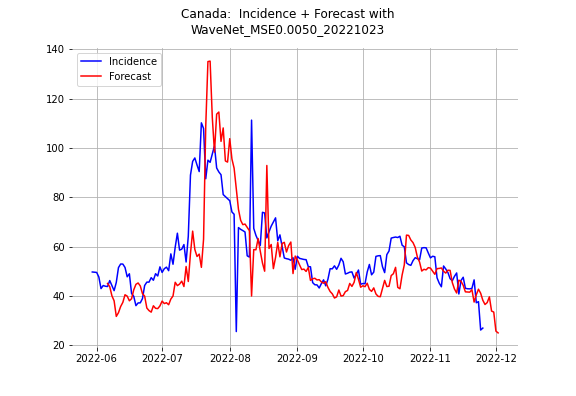 Canada:  Incidence + Forecast with
WaveNet_MSE0.0050_20221023
140
120
100
80
60
40
20
Incidence
Forecast
2022-06 2022-07 2022-08 2022-09 2022-10 2022-11 2022-12